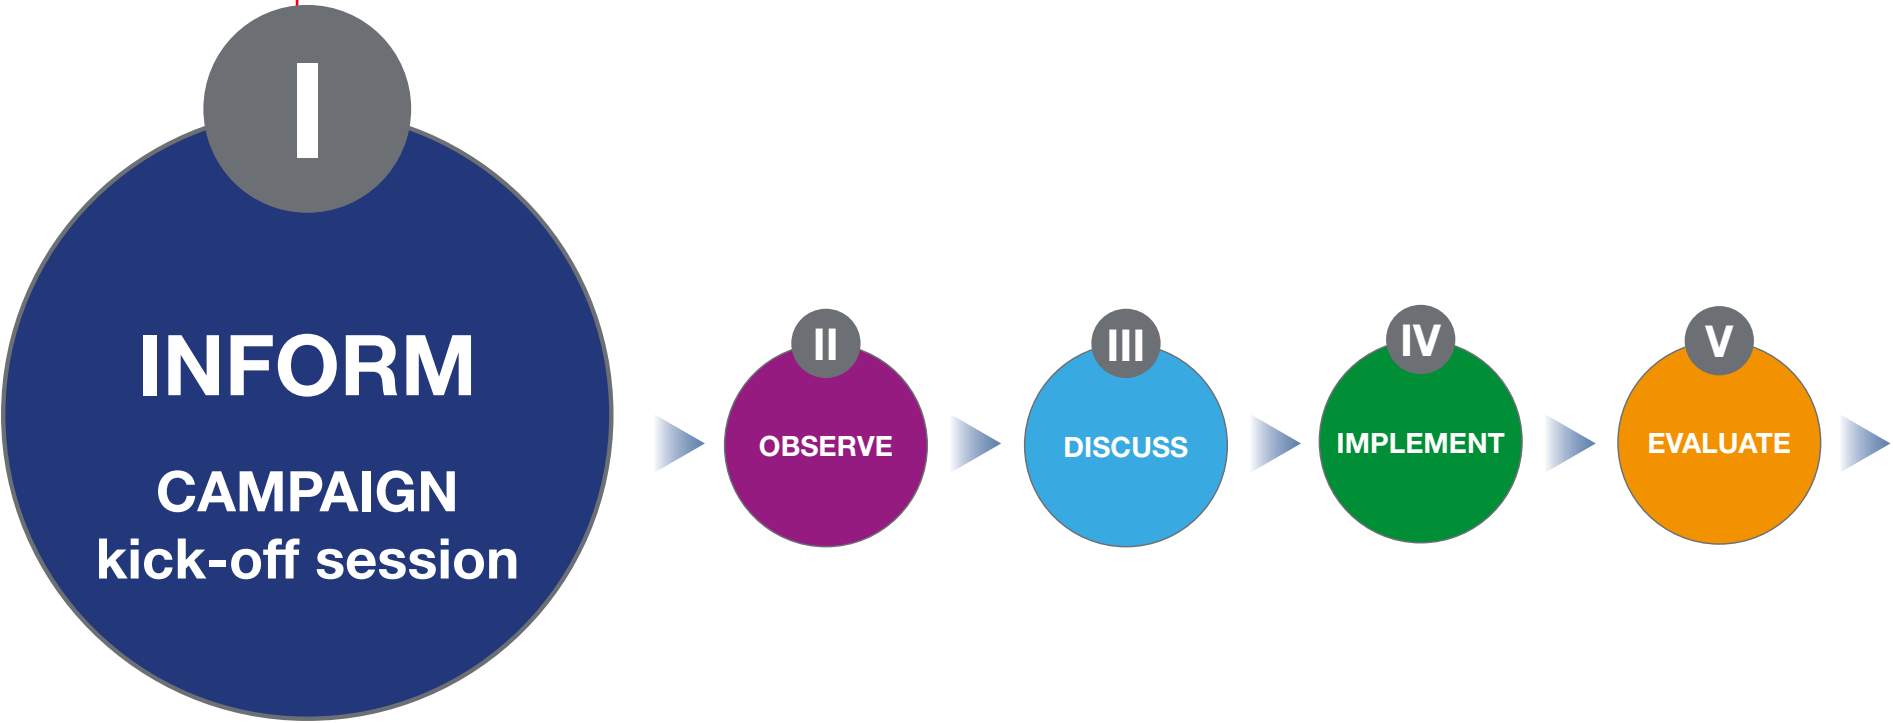 I
INFORM
CAMPAIGN
kick-off session
II
OBSERVE
III
DISCUSS
IV
IMPLEMENT
V
EVALUATE